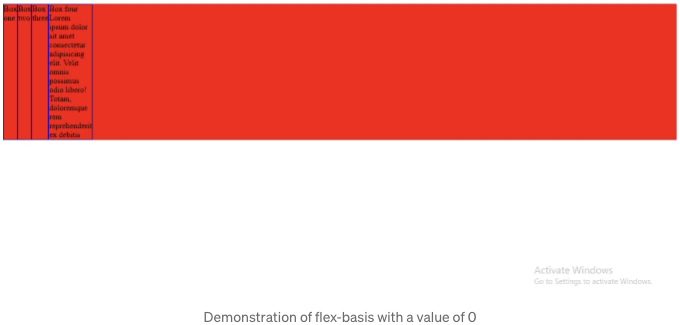 Box one
Box two
Box three
Box four
Lorem
ipsum dolor
sit amet
consectetur
adipisicing
elit. Velit
omnis
possimus
odio libero!
Totam,
doloremque
rem
reprehenderit
ex debitis
Activate Windows
Go to Settings to activate Windows.
Demonstration of flex-basis with a value of 0